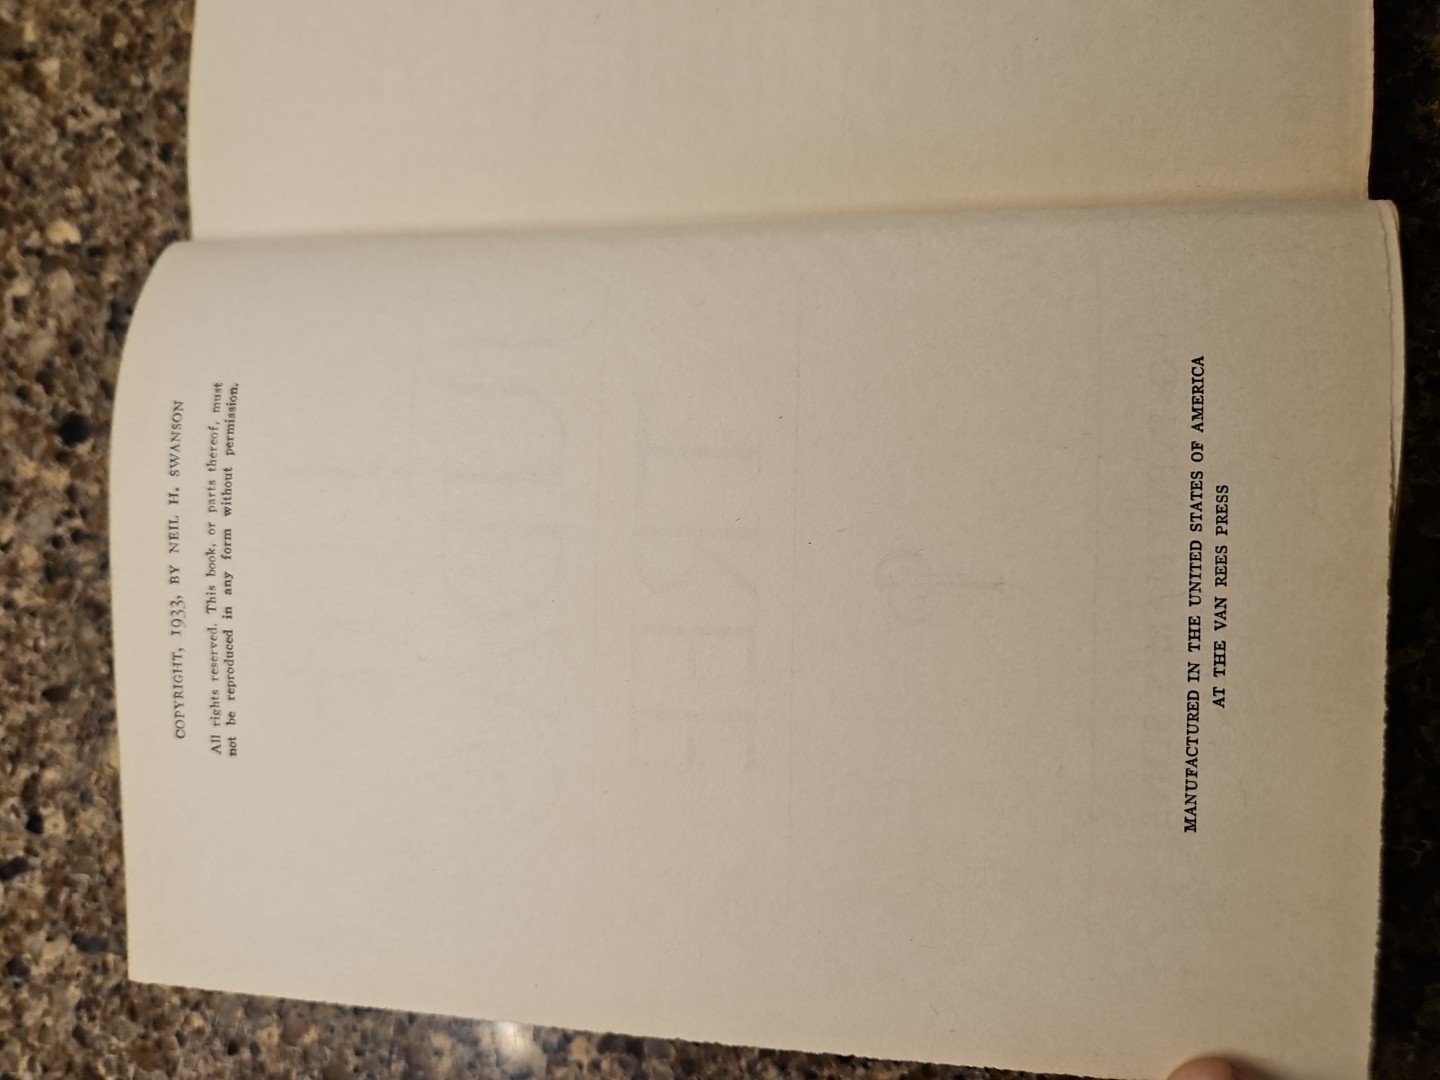 COPYRIGHT, 1933, BY NEIL H. SWANSON
All rights reserved. This book, or parts thereof, must
not be reproduced in any form without permission.
MANUFACTURED IN THE UNITED STATES OF AMERICA
AT THE VAN REES PRESS